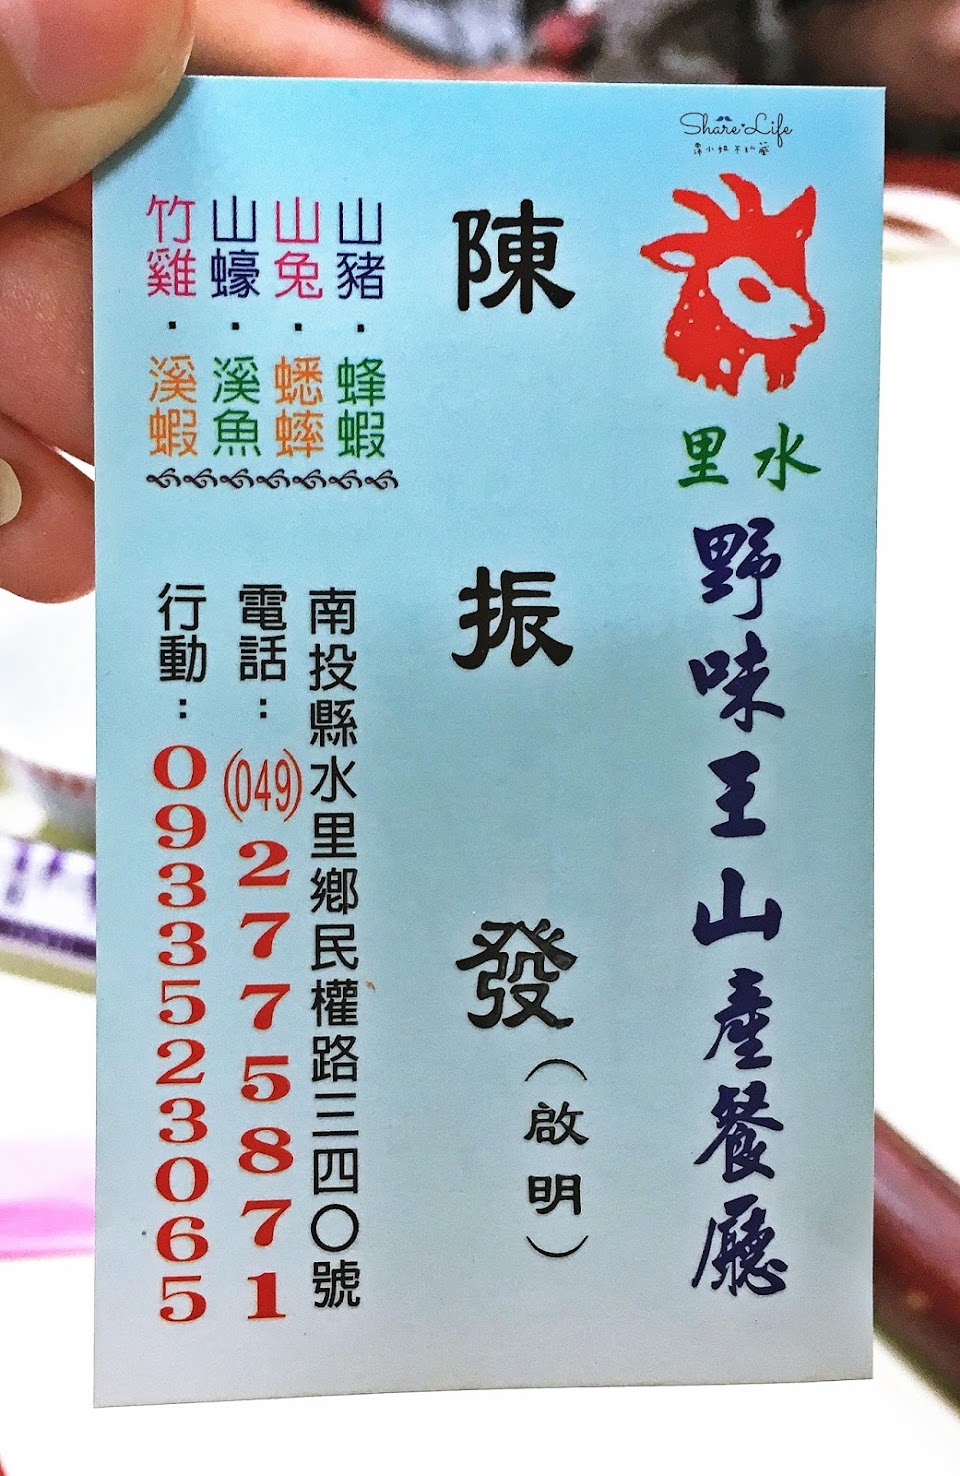 Share Life
水里
野味王山產餐廳
陳振發(啟明)
山豬．蜂蝦
山兔．蟋蟀
山蠔．溪魚
竹雞．溪蝦
南投縣水里鄉民權路三四〇號
電話：(049)2775871
行動：0933523065